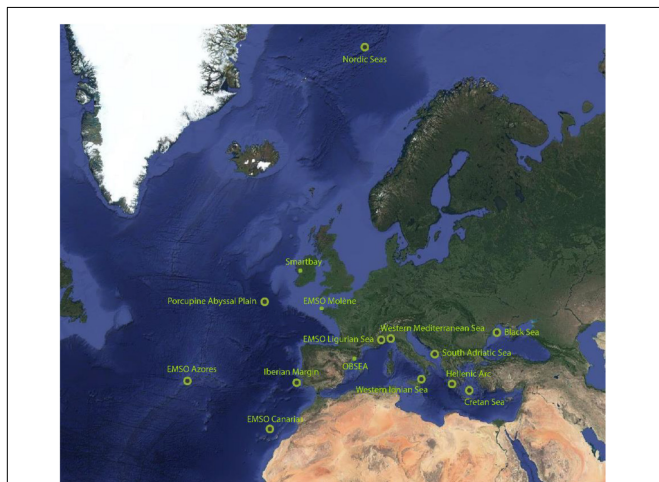 Nordic Seas
Smartbay
Porcupine Abyssal Plain
EMSO Molène
Western Mediterranean Sea
Black Sea
EMSO Ligurian Sea
South Adriatic Sea
OBSEA
EMSO Azores
Iberian Margin
Hellenic Arc
Western Ionian Sea
Cretan Sea
EMSO Canarias